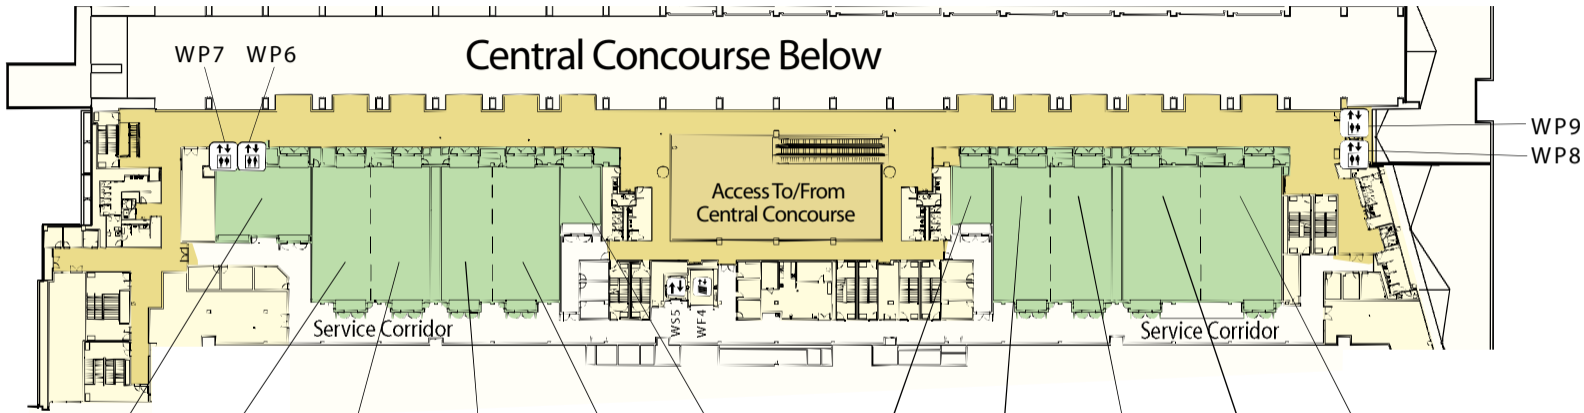 Central Concourse Below
WP7 WP6
WP9
WP8
Access To/From
Central Concourse
WS5
WF4
Service Corridor
Service Corridor